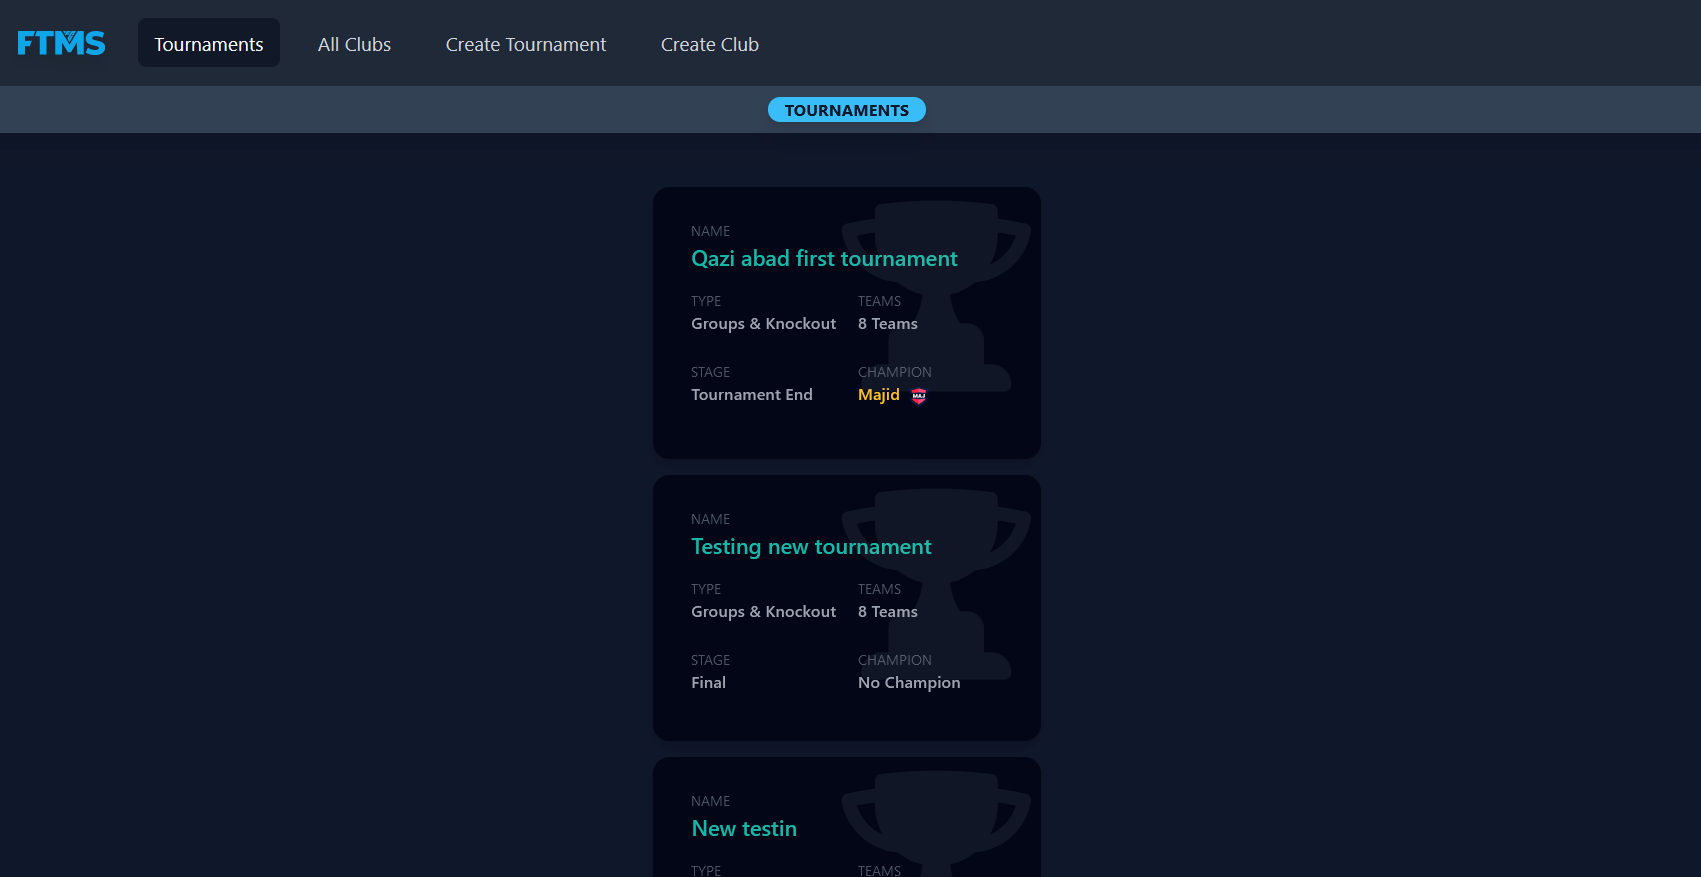 FTMS Tournaments All Clubs Create Tournament Create Club
TOURNAMENTS
NAME
Qazi abad first tournament
TYPE TEAMS
Groups & Knockout 8 Teams
STAGE CHAMPION
Tournament End Majid MAJ
NAME
Testing new tournament
TYPE TEAMS
Groups & Knockout 8 Teams
STAGE CHAMPION
Final No Champion
NAME
New testin
TYPE TEAMS